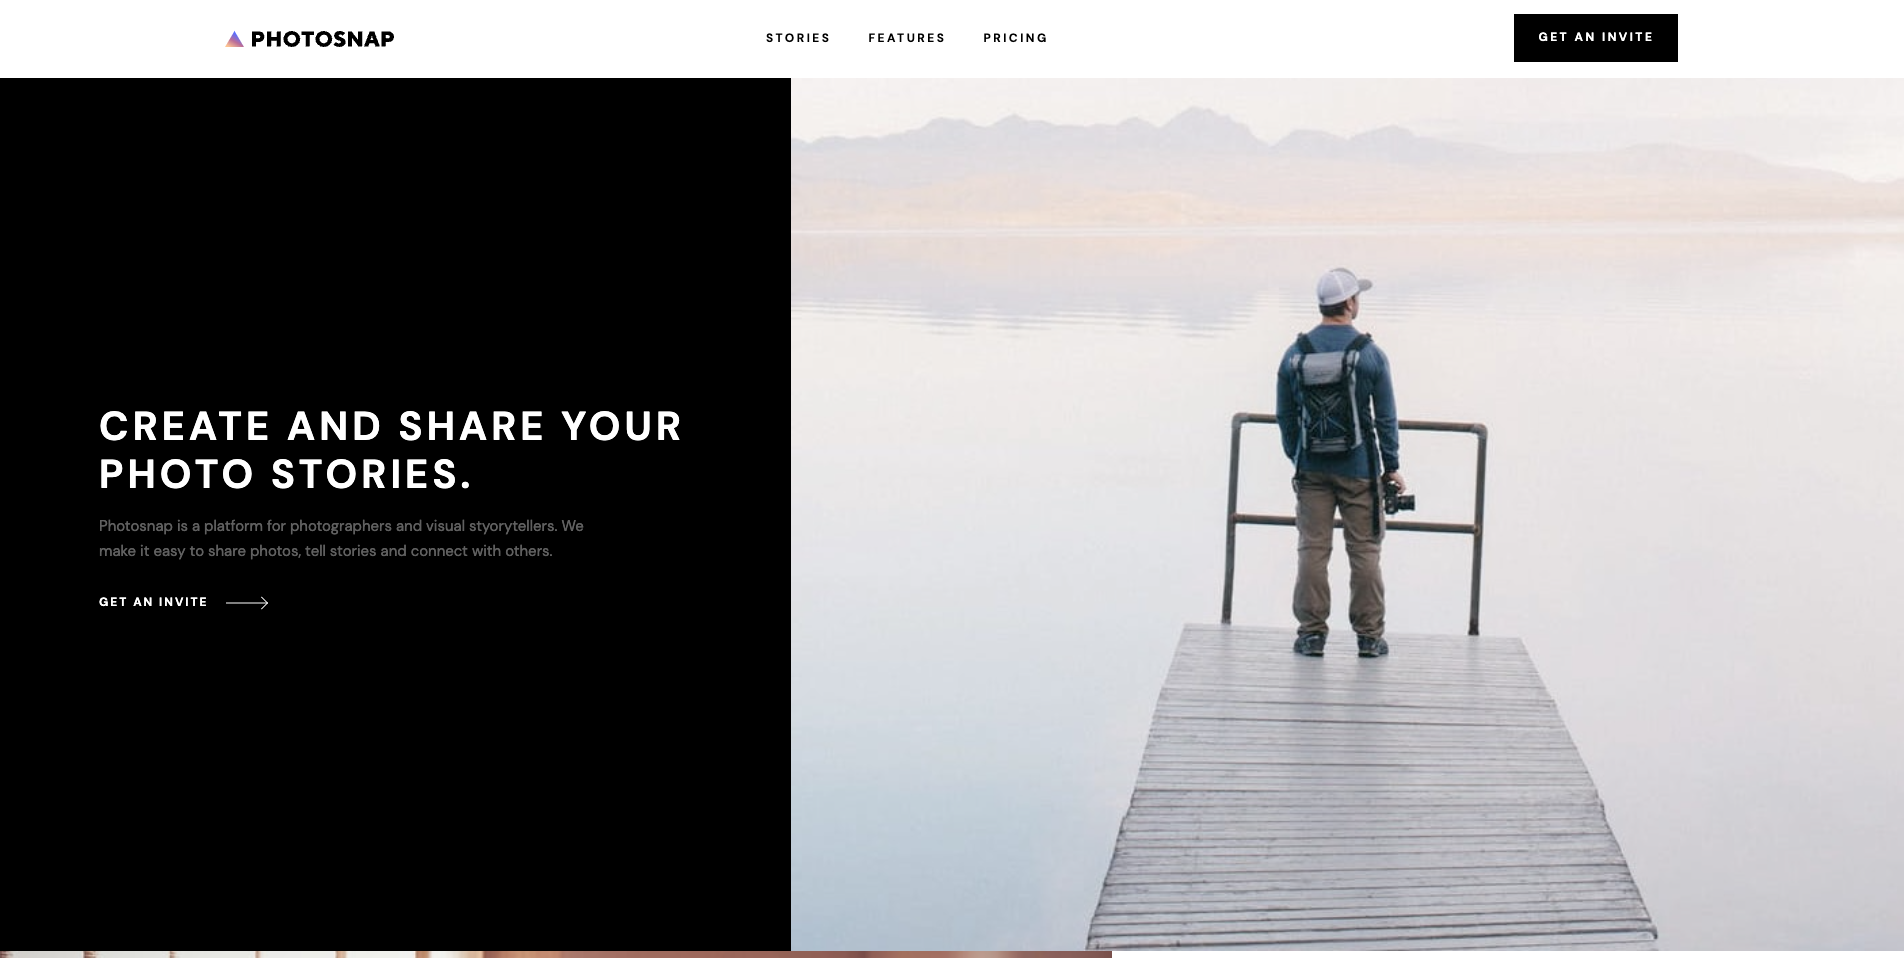 PHOTOSNAP
STORIES FEATURES PRICING
GET AN INVITE
CREATE AND SHARE YOUR
PHOTO STORIES.
Photosnap is a platform for photographers and visual styorytellers. We
make it easy to share photos, tell stories and connect with others.
GET AN INVITE